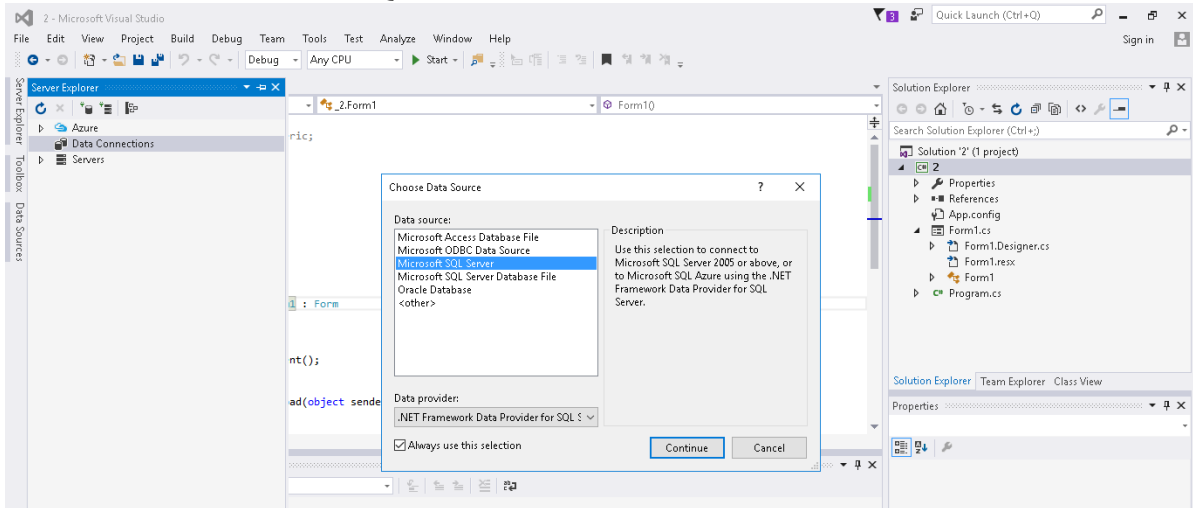 2 - Microsoft Visual Studio
3
Quick Launch (Ctrl+Q)
File Edit View Project Build Debug Team Tools Test Analyze Window Help
Sign in
Debug Any CPU Start
Server Explorer
Toolbox
Data Sources
Server Explorer
Azure
Data Connections
Servers
_2.Form1
Form1()
ric;
: Form
nt();
ad(object sende
Choose Data Source
?
Data source:
Microsoft Access Database File
Microsoft ODBC Data Source
Microsoft SQL Server
Microsoft SQL Server Database File
Oracle Database
<other>
Description
Use this selection to connect to
Microsoft SQL Server 2005 or above, or
to Microsoft SQL Azure using the .NET
Framework Data Provider for SQL
Server.
Data provider:
.NET Framework Data Provider for SQL S
Always use this selection
Continue
Cancel
Solution Explorer
Search Solution Explorer (Ctrl+;)
Solution '2' (1 project)
C# 2
Properties
References
App.config
Form1.cs
Form1.Designer.cs
Form1.resx
Form1
C# Program.cs
Solution Explorer Team Explorer Class View
Properties